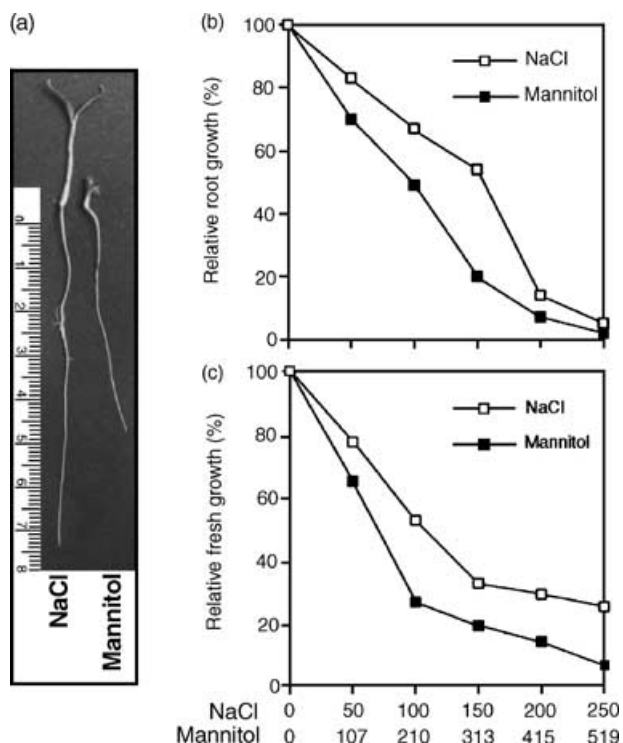 (a)
0
1
2
3
4
5
6
7
8
NaCl
Mannitol
(b)
Relative root growth (%)
100
80
60
40
20
0
NaCl
Mannitol
(c)
Relative fresh growth (%)
100
80
60
40
20
0
NaCl
Mannitol
NaCl 0 50 100 150 200 250
Mannitol 0 107 210 313 415 519